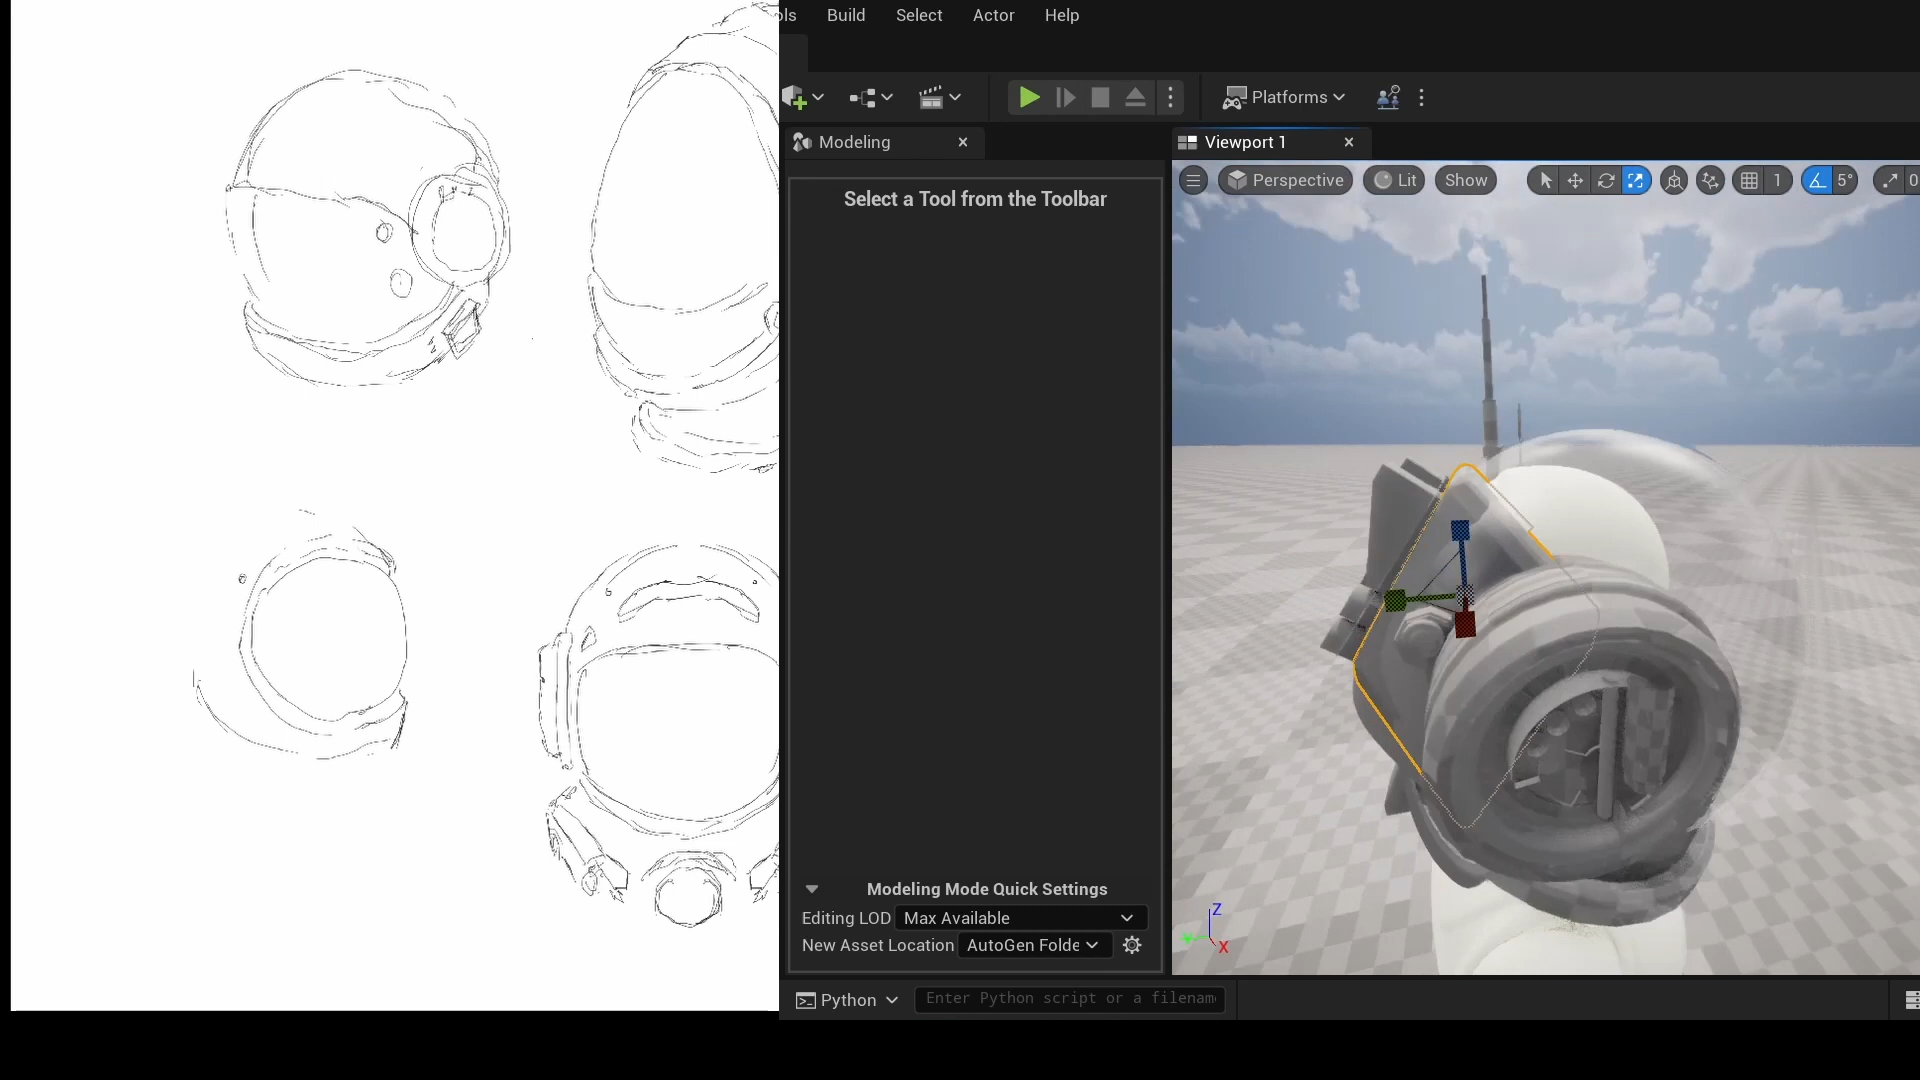 ols Build Select Actor Help
Platforms
Modeling
Viewport 1
Select a Tool from the Toolbar
Perspective Lit Show 1 5° 0
Modeling Mode Quick Settings
Editing LOD Max Available
New Asset Location AutoGen Folde
Z
X
Python Enter Python script or a filenam